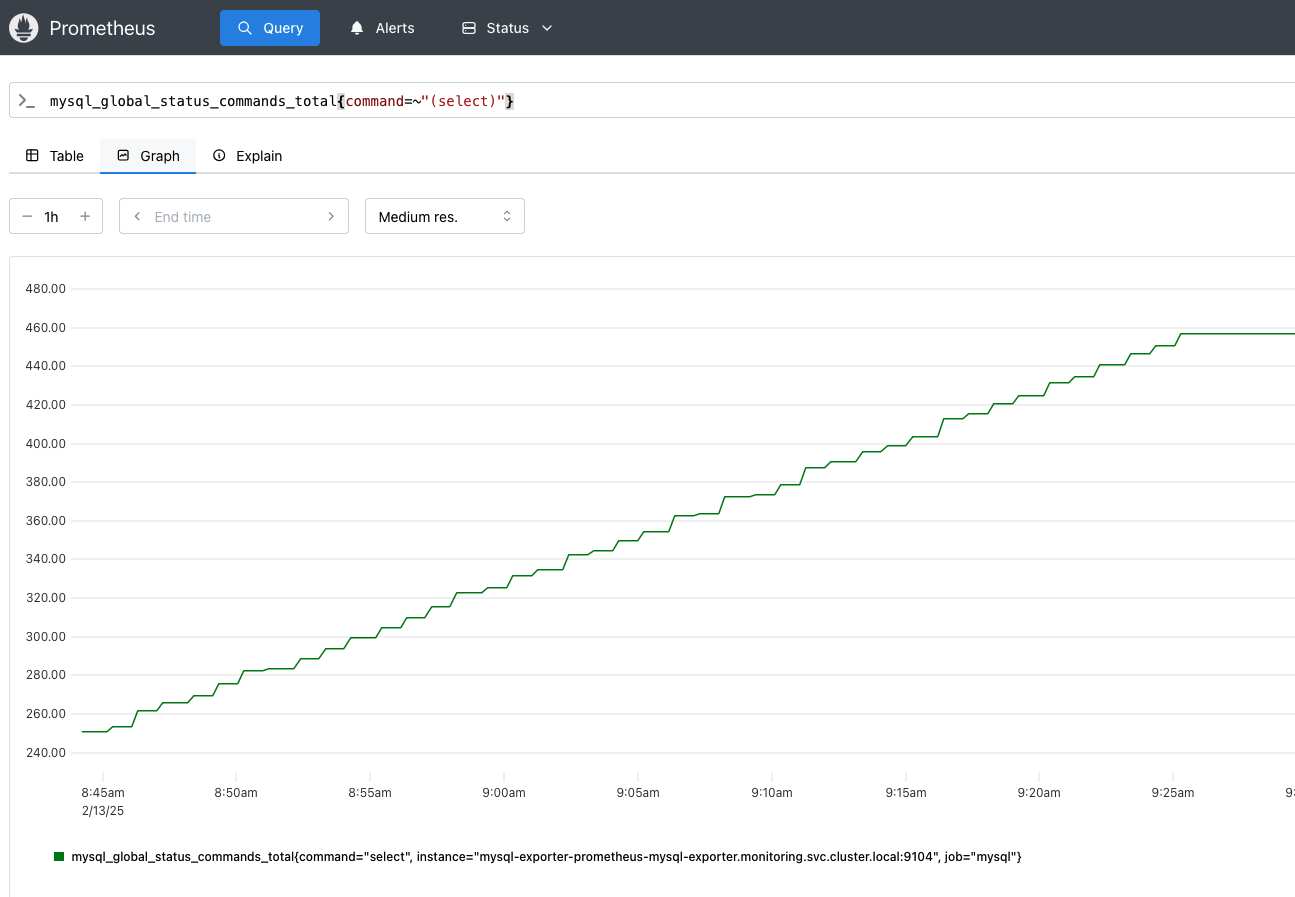 Prometheus Query Alerts Status
>_ mysql_global_status_commands_total{command=~"(select)"}
Table Graph Explain
− 1h + End time Medium res.
480.00
460.00
440.00
420.00
400.00
380.00
360.00
340.00
320.00
300.00
280.00
260.00
240.00
8:45am 8:50am 8:55am 9:00am 9:05am 9:10am 9:15am 9:20am 9:25am 9:
2/13/25
mysql_global_status_commands_total{command="select", instance="mysql-exporter-prometheus-mysql-exporter.monitoring.svc.cluster.local:9104", job="mysql"}